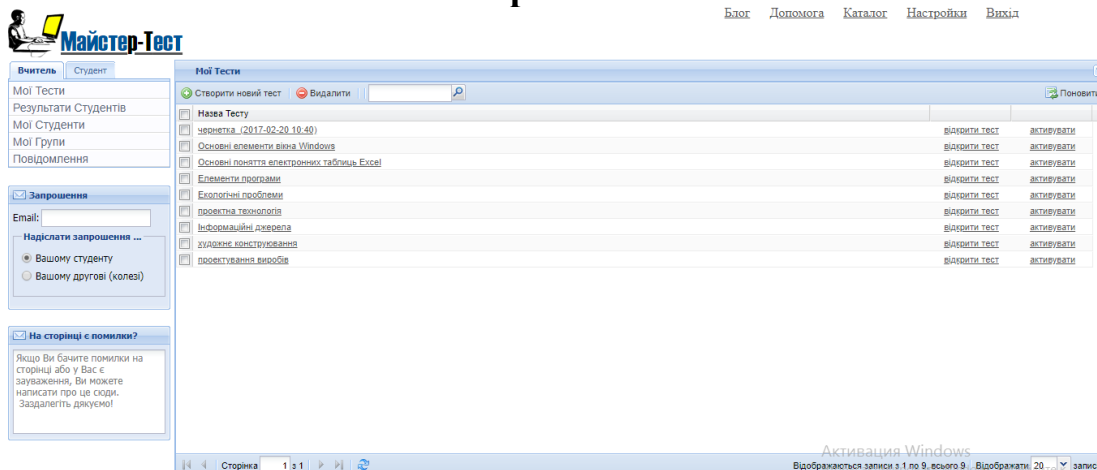 Блог Допомога Каталог Настройки Вихід
Майстер-Тест
Вчитель Студент
Мої Тести
Результати Студентів
Мої Студенти
Мої Групи
Повідомлення
Запрошення
Email:
Надіслати запрошення ...
Вашому студенту
Вашому другові (колезі)
На сторінці є помилки?
Якщо Ви бачите помилки на
сторінці або у Вас є
зауваження, Ви можете
написати про це сюди.
Заздалегіть дякуємо!
Мої Тести
Створити новий тест Видалити Поновити
Назва Тесту
чернетка (2017-02-20 10:40) відкрити тест активувати
Основні елементи вікна Windows відкрити тест активувати
Основні поняття електронних таблиць Excel відкрити тест активувати
Елементи програми відкрити тест активувати
Екологічні проблеми відкрити тест активувати
проектна технологія відкрити тест активувати
Інформаційні джерела відкрити тест активувати
художнє конструювання відкрити тест активувати
проектування виробів відкрити тест активувати
Активация Windows
Сторінка 1 з 1 Відображаються записи з 1 по 9, всього 9 Відображати 20 запис